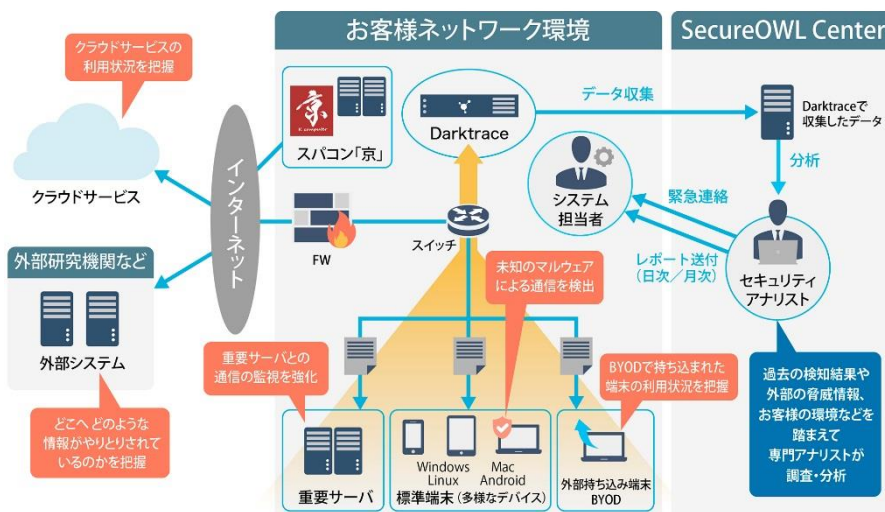 お客様ネットワーク環境
SecureOWL Center
クラウドサービスの
利用状況を把握
クラウドサービス
京
K computer
スパコン「京」
Darktrace
データ収集
Darktraceで
収集したデータ
分析
インターネット
FW
スイッチ
システム
担当者
緊急連絡
レポート送付
(日次/月次)
セキュリティ
アナリスト
外部研究機関など
外部システム
どこへ どのような
情報がやりとりされて
いるのかを把握
重要サーバとの
通信の監視を強化
未知のマルウェア
による通信を検出
BYODで持ち込まれた
端末の利用状況を把握
過去の検知結果や
外部の脅威情報、
お客様の環境などを
踏まえて
専門アナリストが
調査・分析
重要サーバ
Windows
Linux
Mac
Android
標準端末(多様なデバイス)
外部持ち込み端末
BYOD